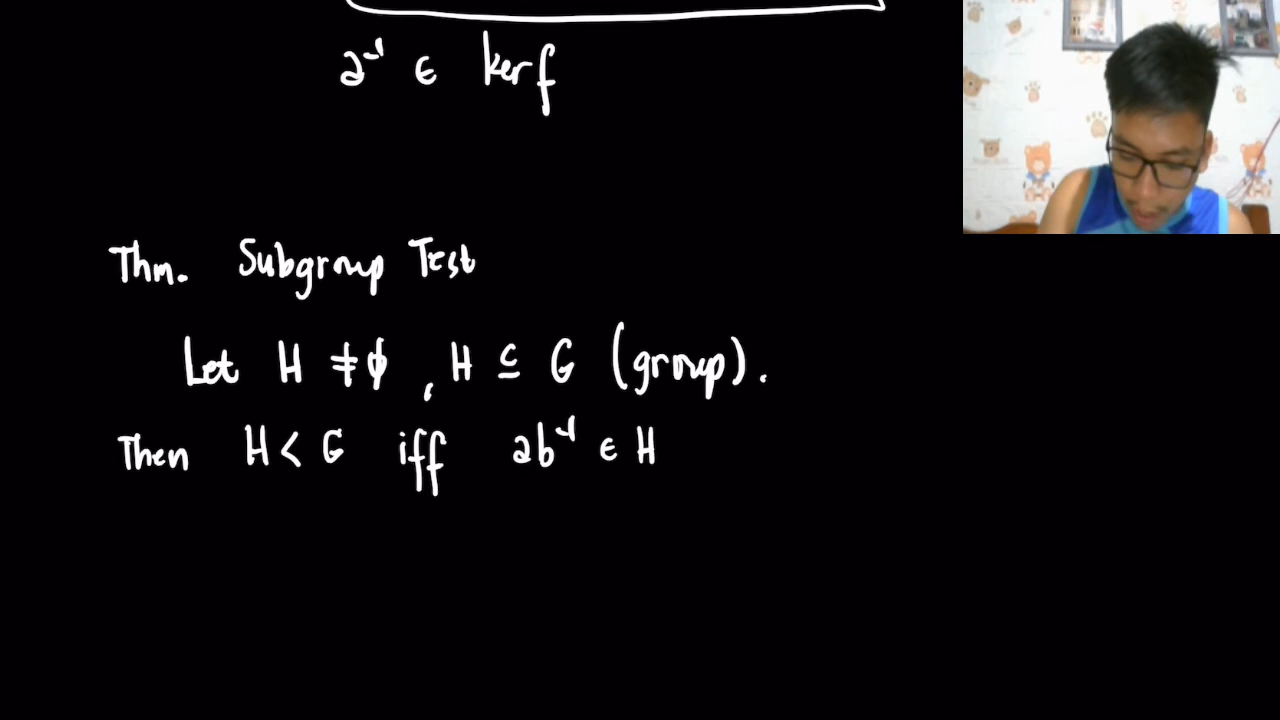 a⁻¹ ∈ ker f
Thm. Subgroup Test
Let H ≠ ϕ , H ⊆ G (group).
Then H < G iff ab⁻¹ ∈ H